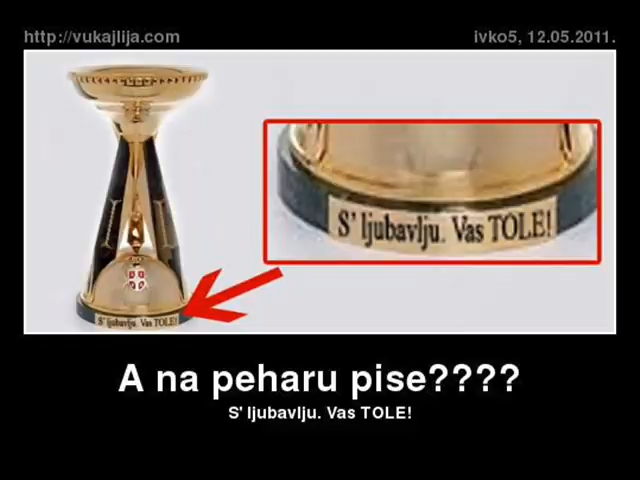 http://vukajlija.com
ivko5, 12.05.2011.
S' ljubavlju. Vas TOLE!
S' ljubavlju. Vas TOLE!
A na peharu pise????
S' ljubavlju. Vas TOLE!